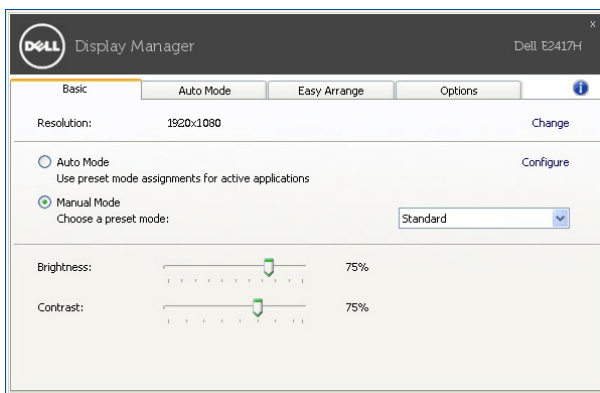 DELL Display Manager Dell E2417H x
Basic Auto Mode Easy Arrange Options i
Resolution: 1920x1080 Change
Auto Mode Configure
Use preset mode assignments for active applications
Manual Mode
Choose a preset mode: Standard
Brightness: 75%
Contrast: 75%